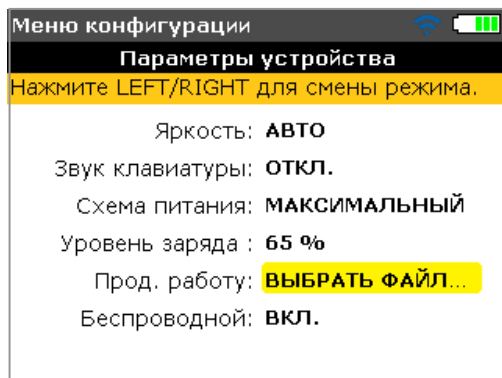 Меню конфигурации
Параметры устройства
Нажмите LEFT/RIGHT для смены режима.
Яркость: АВТО
Звук клавиатуры: ОТКЛ.
Схема питания: МАКСИМАЛЬНЫЙ
Уровень заряда : 65 %
Прод. работу: ВЫБРАТЬ ФАЙЛ...
Беспроводной: ВКЛ.